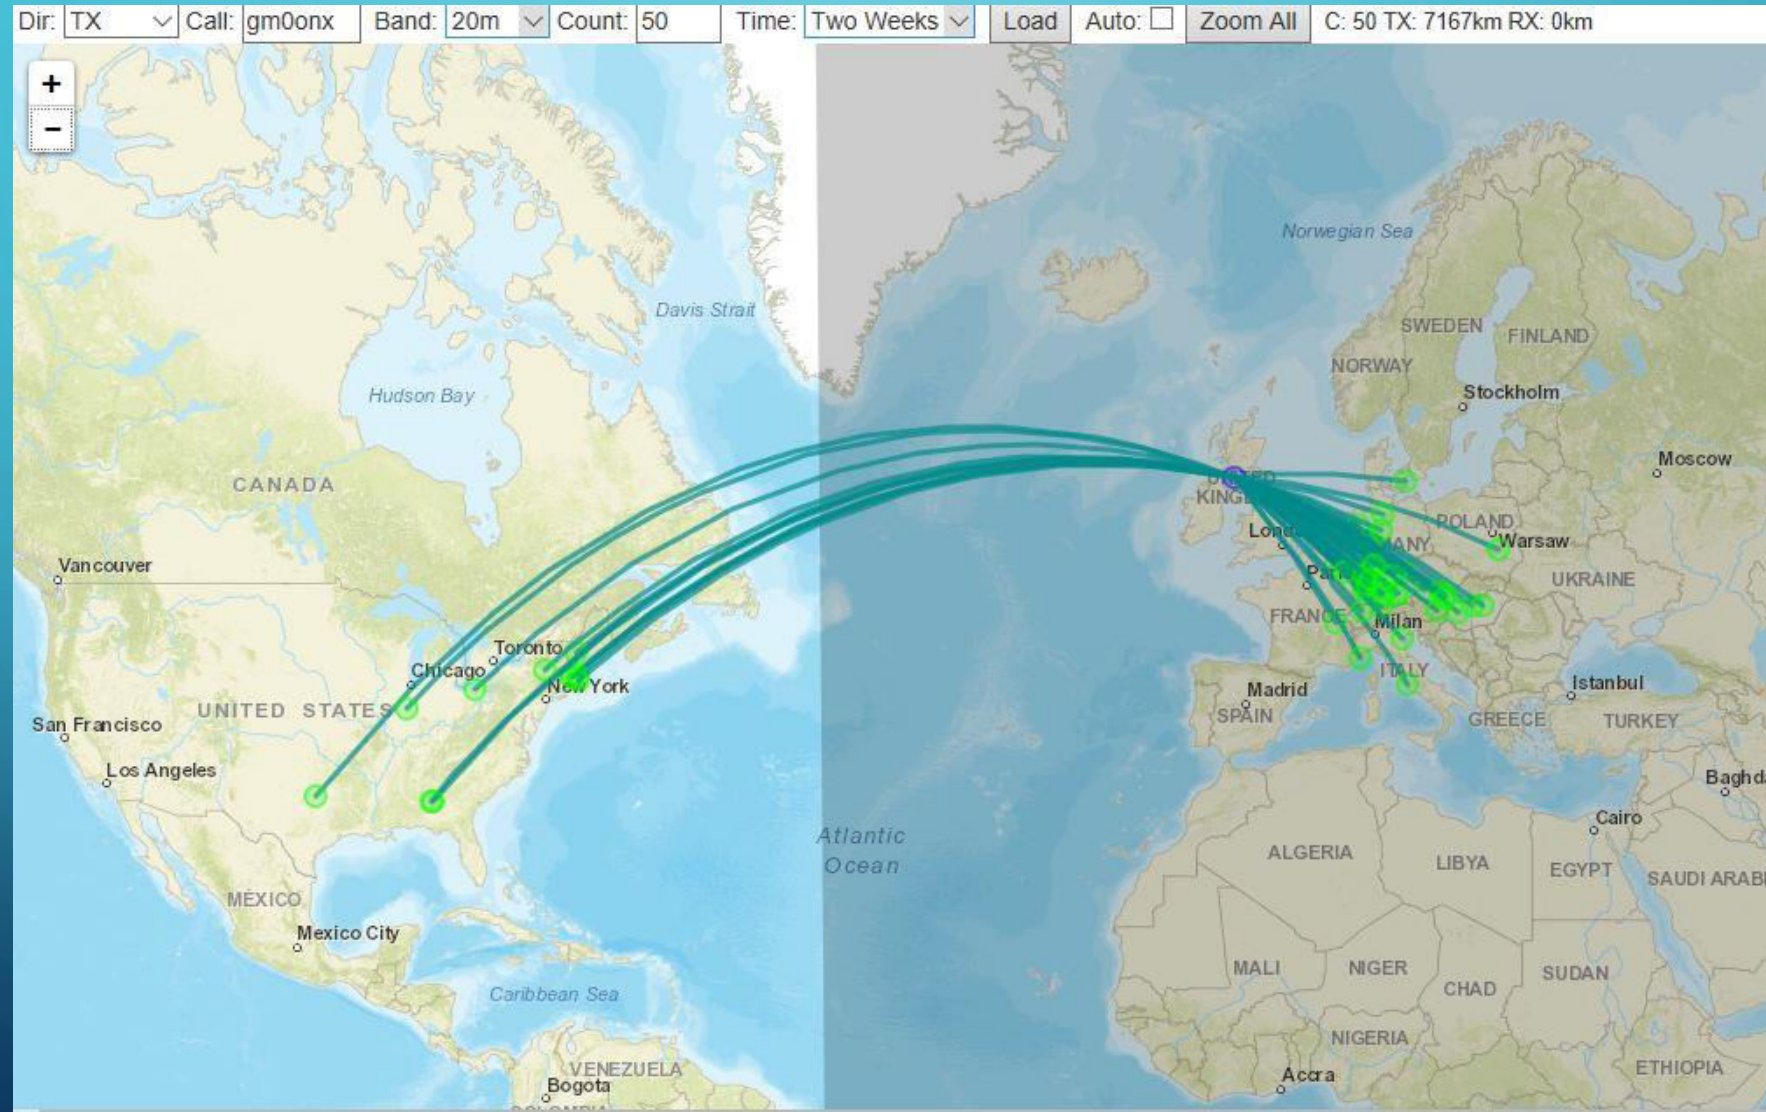 Dir: TX Call: gm0onx Band: 20m Count: 50 Time: Two Weeks Load Auto: Zoom All C: 50 TX: 7167km RX: 0km
+
−
Norwegian Sea
Davis Strait
SWEDEN
FINLAND
NORWAY
Hudson Bay
Stockholm
Moscow
CANADA
UNITED
KING
POLAND
Warsaw
Vancouver
UKRAINE
FRANCE
Milan
Toronto
Chicago
ITALY
New York
Madrid
Istanbul
UNITED STATES
SPAIN
GREECE
TURKEY
San Francisco
Los Angeles
Baghd
Cairo
Atlantic
Ocean
ALGERIA
LIBYA
EGYPT
SAUDI ARAB
MÉXICO
Mexico City
MALI
NIGER
SUDAN
CHAD
Caribbean Sea
NIGERIA
VENEZUELA
ETHIOPIA
Bogota
Accra
COLOMBIA